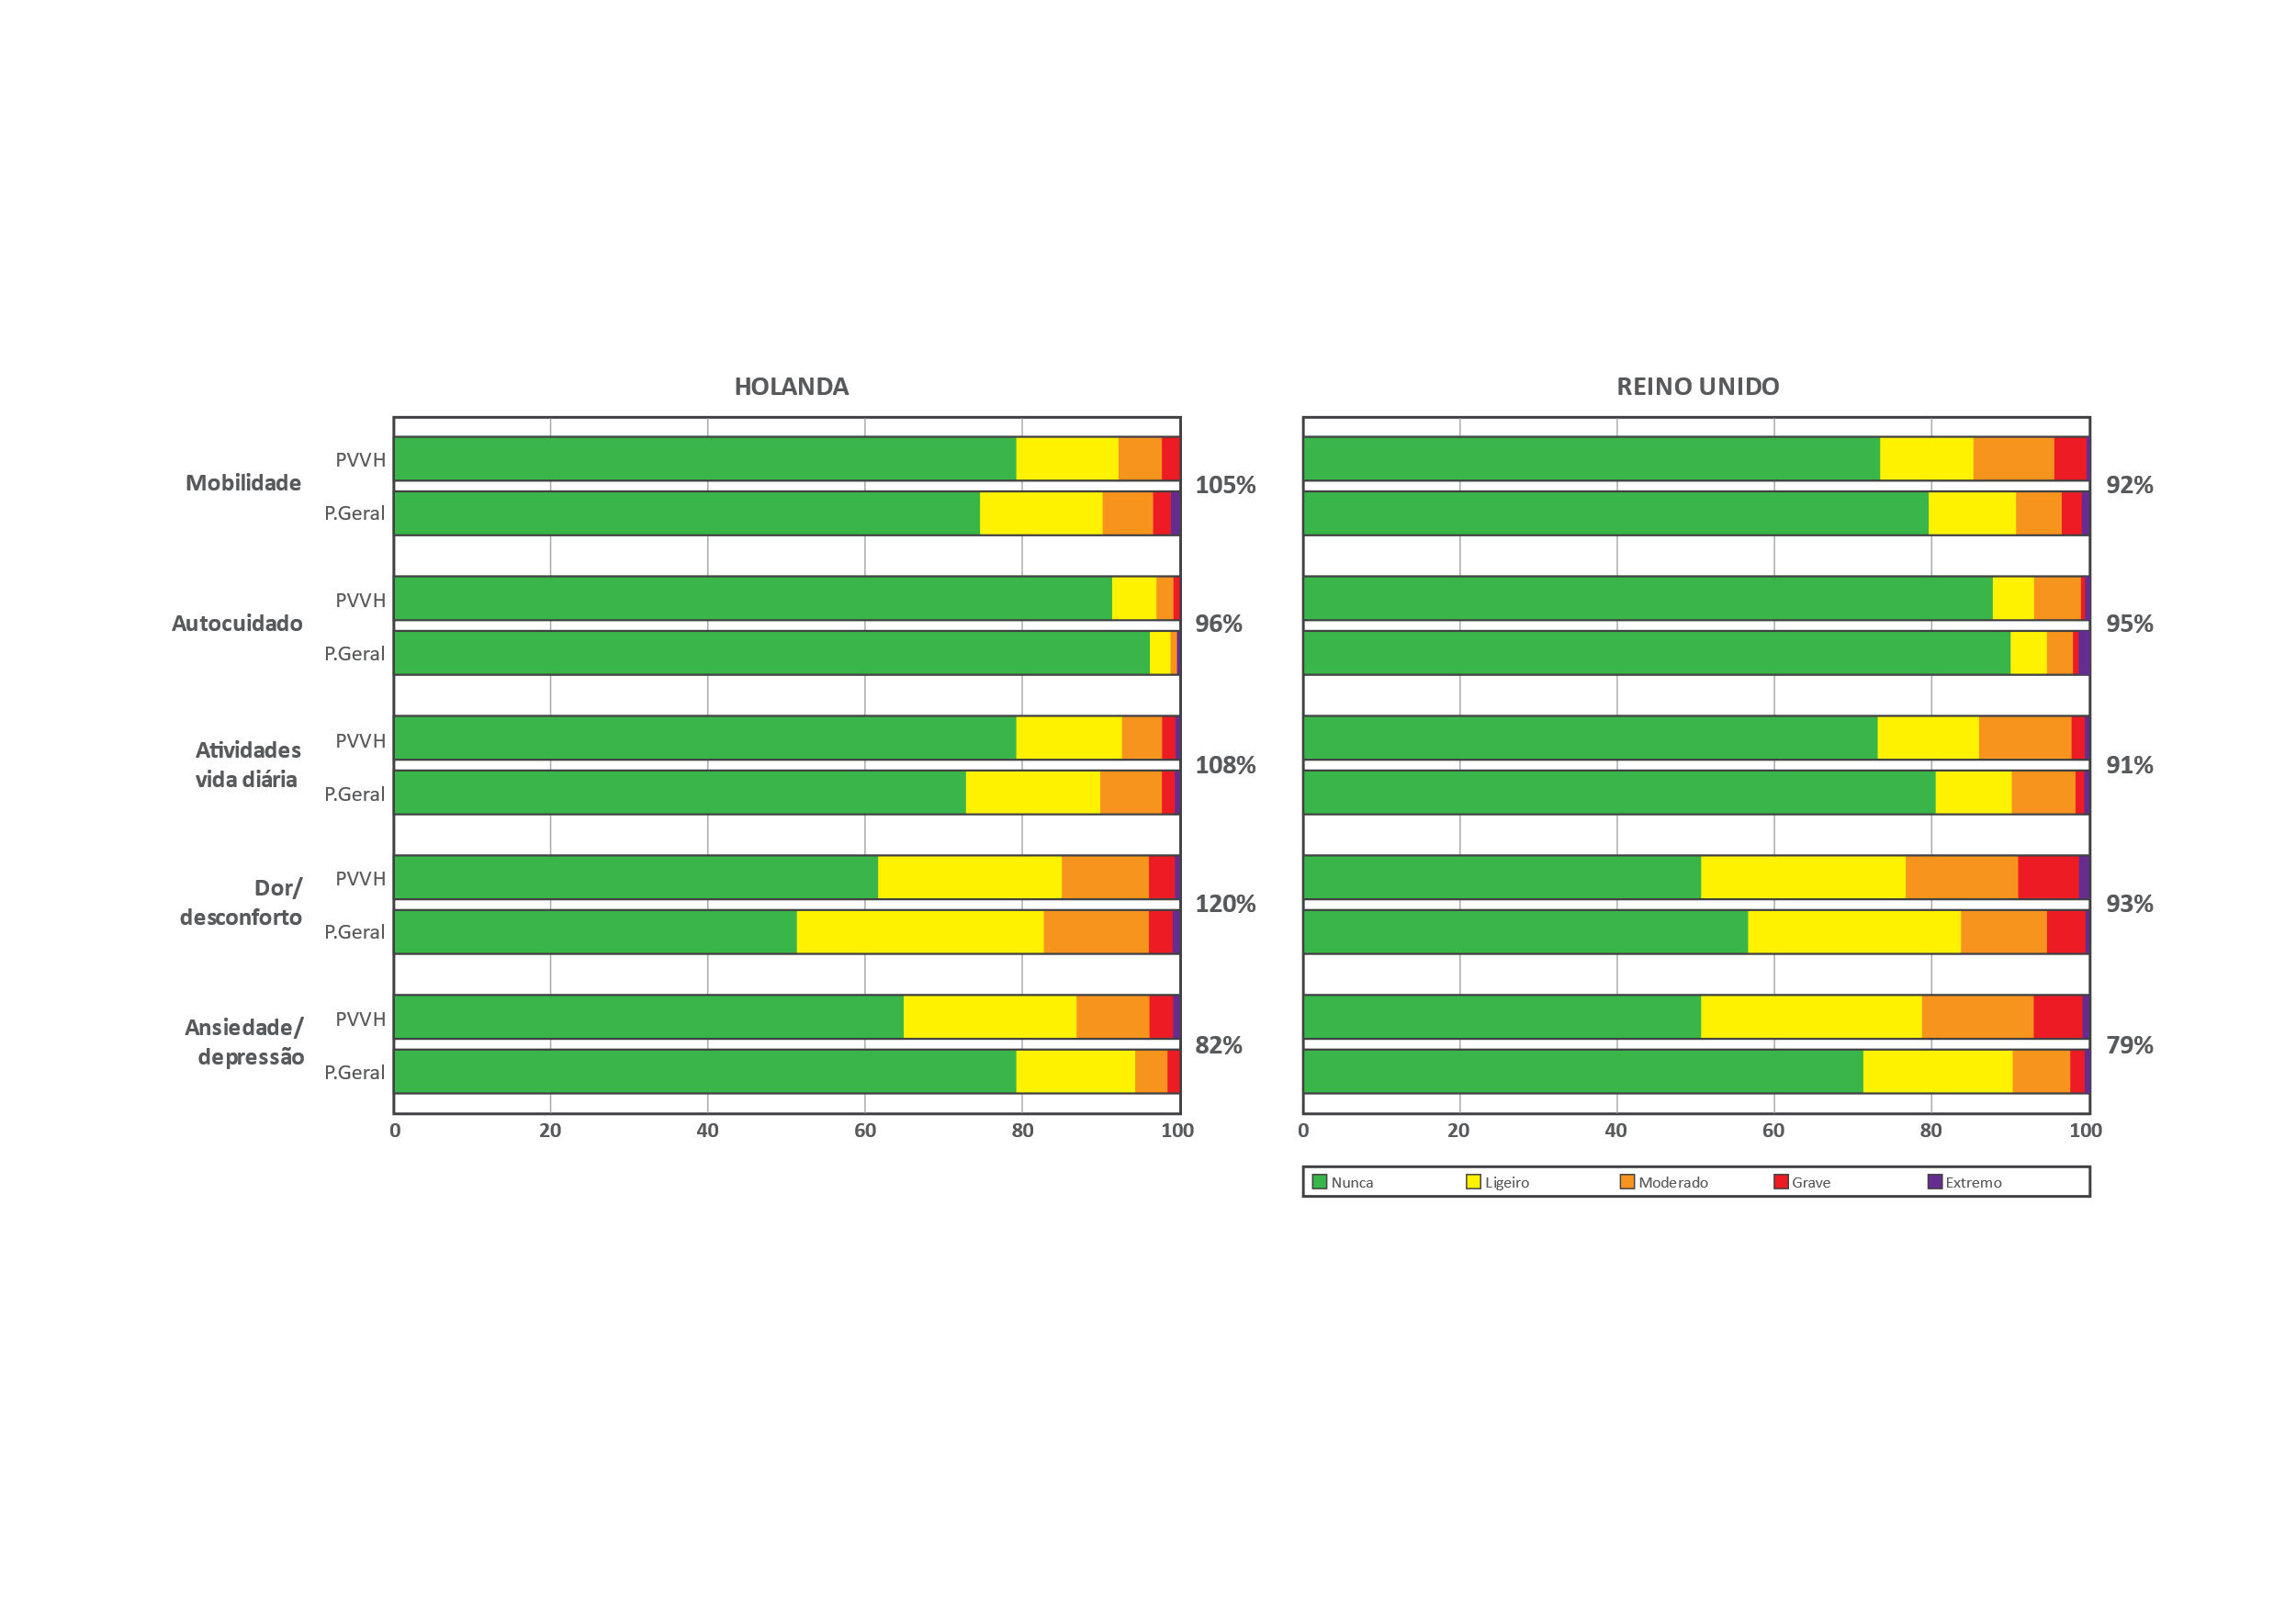 HOLANDA
REINO UNIDO
Mobilidade
PVVH
P.Geral
105%
92%
Autocuidado
PVVH
P.Geral
96%
95%
Atividades
vida diária
PVVH
P.Geral
108%
91%
Dor/
desconforto
PVVH
P.Geral
120%
93%
Ansiedade/
depressão
PVVH
P.Geral
82%
79%
0 20 40 60 80 100
0 20 40 60 80 100
Nunca Ligeiro Moderado Grave Extremo